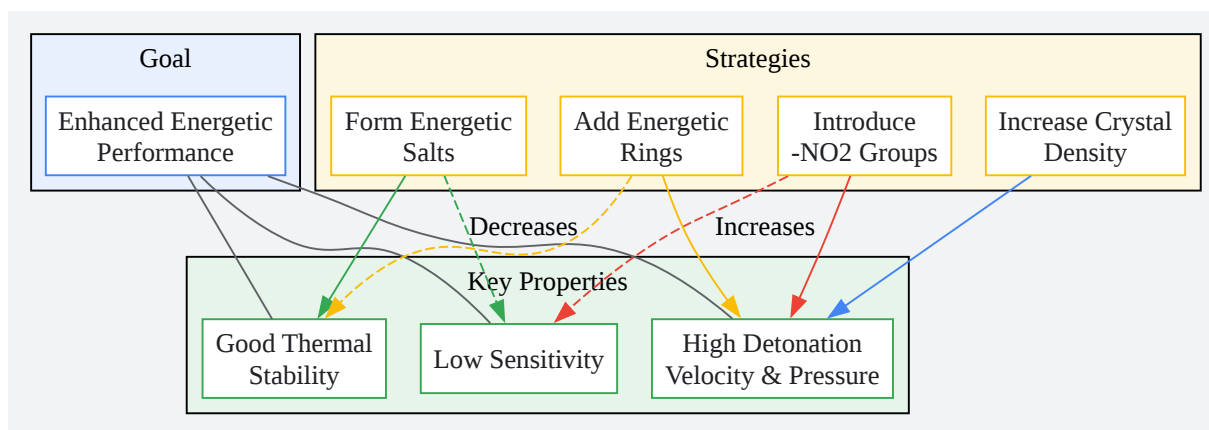 Goal
Enhanced Energetic
Performance
Strategies
Form Energetic
Salts
Add Energetic
Rings
Introduce
-NO2 Groups
Increase Crystal
Density
Decreases
Increases
Key Properties
Good Thermal
Stability
Low Sensitivity
High Detonation
Velocity & Pressure